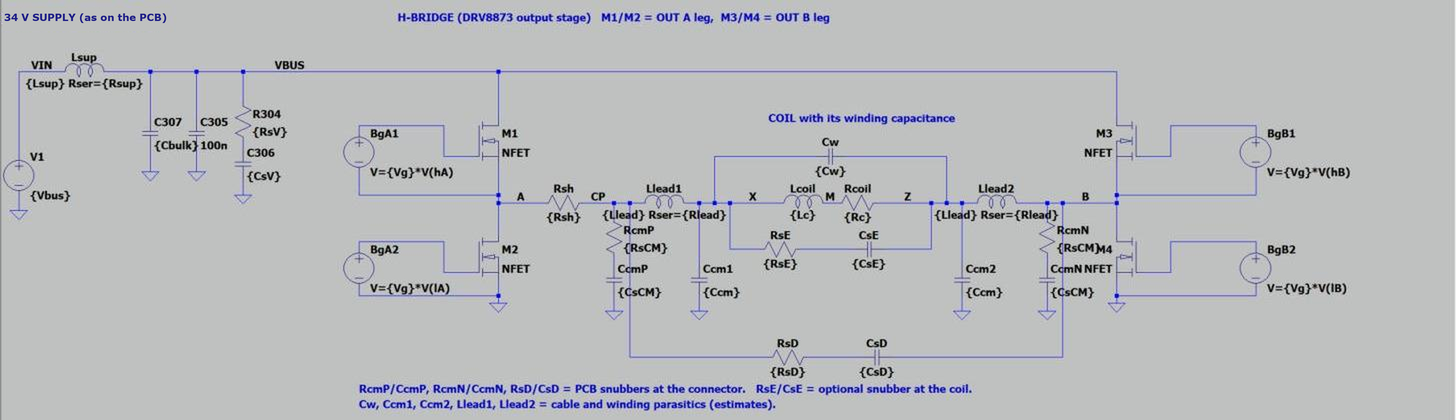 34 V SUPPLY (as on the PCB)
H-BRIDGE (DRV8873 output stage)   M1/M2 = OUT A leg,  M3/M4 = OUT B leg
Lsup
VIN
VBUS
{Lsup} Rser={Rsup}
C307
{Cbulk}
C305
100n
R304
{RsV}
C306
{CsV}
V1
{Vbus}
BgA1
V={Vg}*V(hA)
M1
NFET
BgA2
V={Vg}*V(lA)
M2
NFET
A
Rsh
{Rsh}
CP
Llead1
{Llead} Rser={Rlead}
COIL with its winding capacitance
Cw
{Cw}
X
Lcoil
{Lc}
M
Rcoil
{Rc}
Z
Llead2
{Llead} Rser={Rlead}
B
RcmP
{RsCM}
CcmP
{CsCM}
Ccm1
{Ccm}
RsE
{RsE}
CsE
{CsE}
Ccm2
{Ccm}
RcmN
{RsCM}
CcmN
{CsCM}
M3
NFET
BgB1
V={Vg}*V(hB)
M4
NFET
BgB2
V={Vg}*V(lB)
RsD
{RsD}
CsD
{CsD}
RcmP/CcmP, RcmN/CcmN, RsD/CsD = PCB snubbers at the connector.   RsE/CsE = optional snubber at the coil.
Cw, Ccm1, Ccm2, Llead1, Llead2 = cable and winding parasitics (estimates).